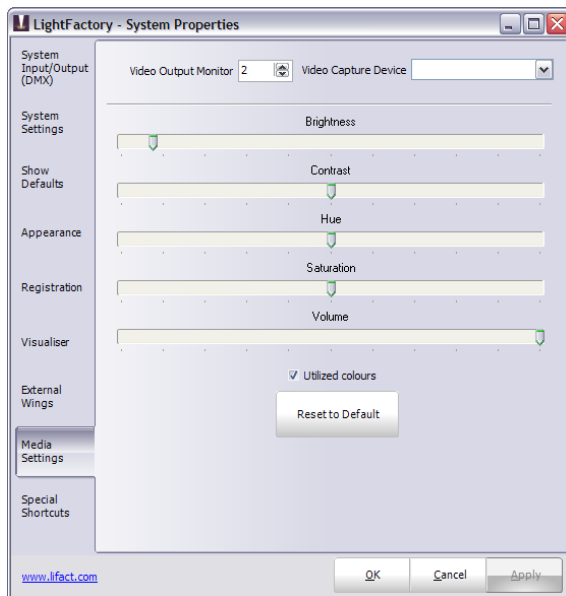 LightFactory - System Properties
System
Input/Output
(DMX)
System
Settings
Show
Defaults
Appearance
Registration
Visualiser
External
Wings
Media
Settings
Special
Shortcuts
Video Output Monitor 2 Video Capture Device
Brightness
Contrast
Hue
Saturation
Volume
Utilized colours
Reset to Default
www.lifact.com
OK Cancel Apply